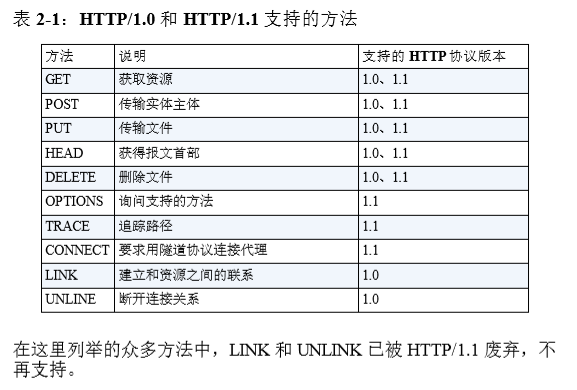 表 2-1：HTTP/1.0 和 HTTP/1.1 支持的方法
方法 说明 支持的 HTTP 协议版本
GET 获取资源 1.0、1.1
POST 传输实体主体 1.0、1.1
PUT 传输文件 1.0、1.1
HEAD 获得报文首部 1.0、1.1
DELETE 删除文件 1.0、1.1
OPTIONS 询问支持的方法 1.1
TRACE 追踪路径 1.1
CONNECT 要求用隧道协议连接代理 1.1
LINK 建立和资源之间的联系 1.0
UNLINE 断开连接关系 1.0
在这里列举的众多方法中，LINK 和 UNLINK 已被 HTTP/1.1 废弃，不
再支持。